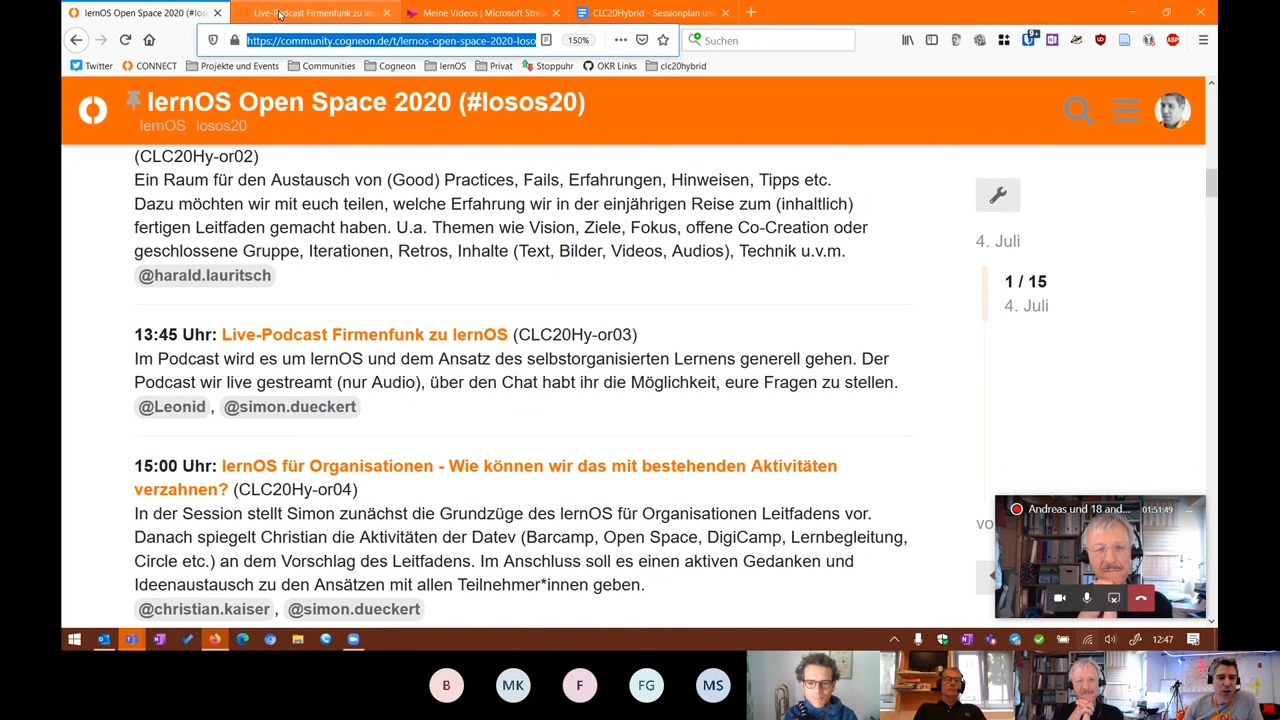 lernOS Open Space 2020 (#loso
Live-Podcast Firmenfunk zu lern
Meine Videos | Microsoft Stre
CLC20Hybrid - Sessionplan un
https://community.cogneon.de/t/lernos-open-space-2020-loso
150%
Suchen
Twitter
CONNECT
Projekte und Events
Communities
Cogneon
lernOS
Privat
Stoppuhr
OKR Links
clc20hybrid
lernOS Open Space 2020 (#losos20)
lernOS losos20
(CLC20Hy-or02)
Ein Raum für den Austausch von (Good) Practices, Fails, Erfahrungen, Hinweisen, Tipps etc.
Dazu möchten wir mit euch teilen, welche Erfahrung wir in der einjährigen Reise zum (inhaltlich)
fertigen Leitfaden gemacht haben. U.a. Themen wie Vision, Ziele, Fokus, offene Co-Creation oder
geschlossene Gruppe, Iterationen, Retros, Inhalte (Text, Bilder, Videos, Audios), Technik u.v.m.
@harald.lauritsch
13:45 Uhr: Live-Podcast Firmenfunk zu lernOS (CLC20Hy-or03)
Im Podcast wird es um lernOS und dem Ansatz des selbstorganisierten Lernens generell gehen. Der
Podcast wir live gestreamt (nur Audio), über den Chat habt ihr die Möglichkeit, eure Fragen zu stellen.
@Leonid , @simon.dueckert
15:00 Uhr: lernOS für Organisationen - Wie können wir das mit bestehenden Aktivitäten
verzahnen? (CLC20Hy-or04)
In der Session stellt Simon zunächst die Grundzüge des lernOS für Organisationen Leitfadens vor.
Danach spiegelt Christian die Aktivitäten der Datev (Barcamp, Open Space, DigiCamp, Lernbegleitung,
Circle etc.) an dem Vorschlag des Leitfadens. Im Anschluss soll es einen aktiven Gedanken und
Ideenaustausch zu den Ansätzen mit allen Teilnehmer*innen geben.
@christian.kaiser , @simon.dueckert
4. Juli
1 / 15
4. Juli
vo
Andreas und 18 and...
01:51:49
12:47
B
MK
F
FG
MS